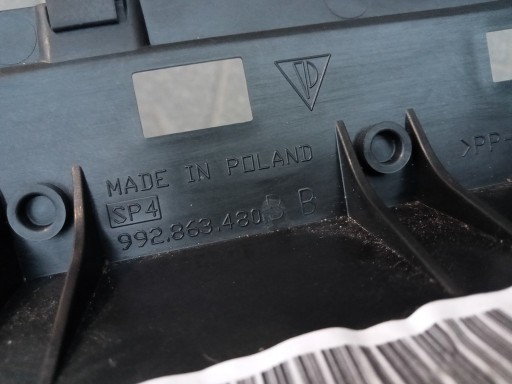 MADE IN POLAND
>PP-
SP4
992.863.480 B